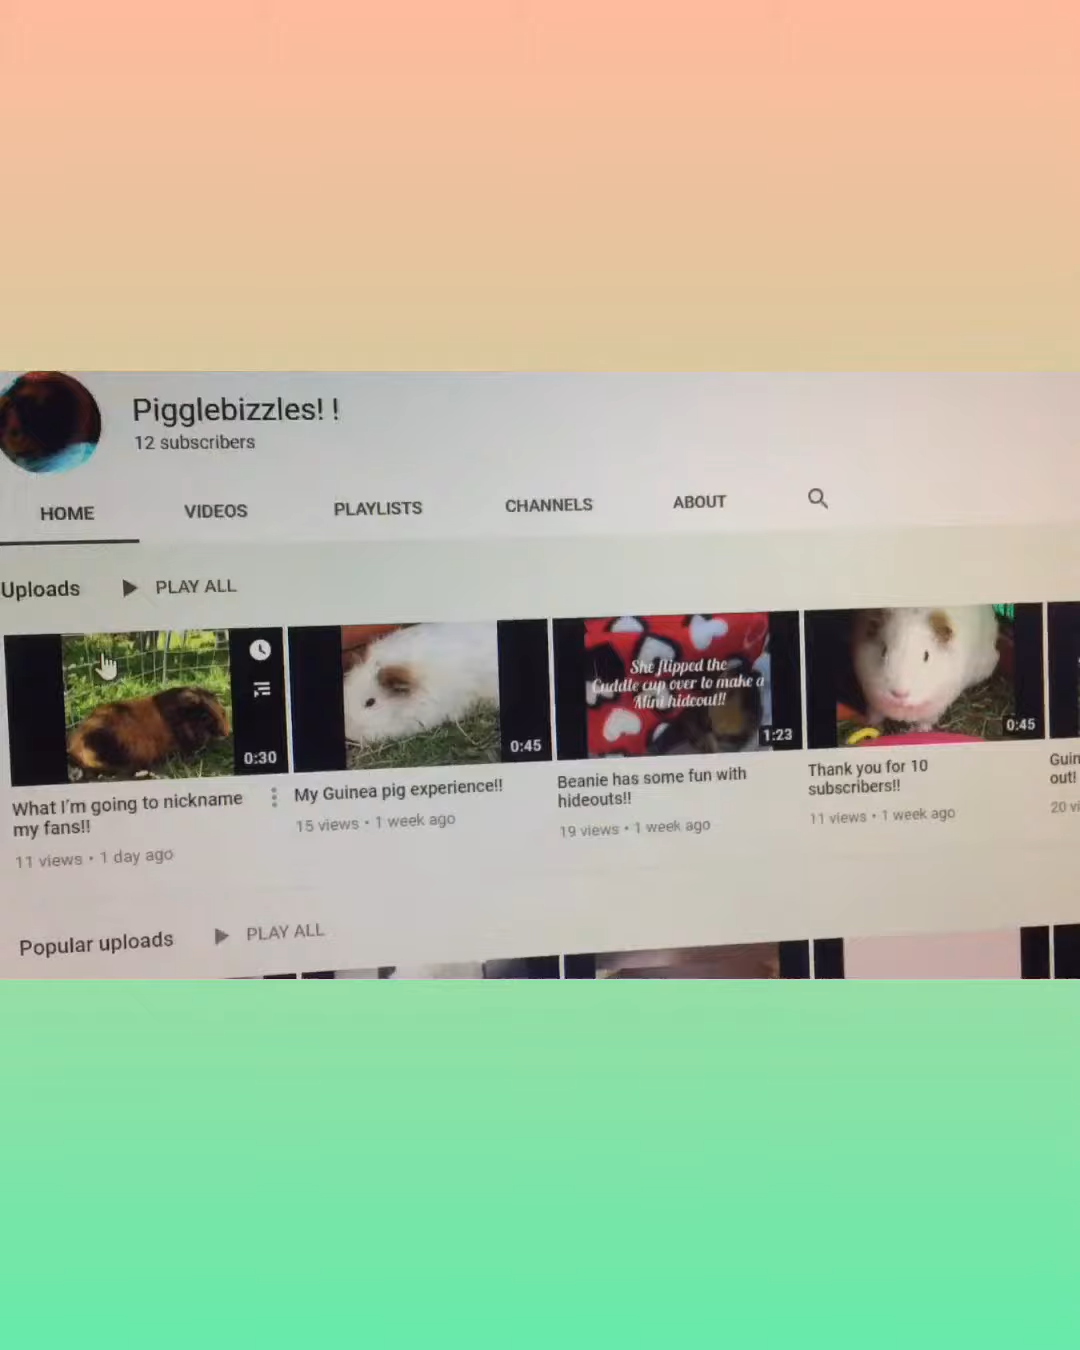 Pigglebizzles! !
12 subscribers
HOME VIDEOS PLAYLISTS CHANNELS ABOUT
Uploads PLAY ALL
0:30
What I'm going to nickname
my fans!!
11 views • 1 day ago
0:45
My Guinea pig experience!!
15 views • 1 week ago
She flipped the
Cuddle cup over to make a
Mini hideout!!
1:23
Beanie has some fun with
hideouts!!
19 views • 1 week ago
0:45
Thank you for 10
subscribers!!
11 views • 1 week ago
out!
Popular uploads PLAY ALL